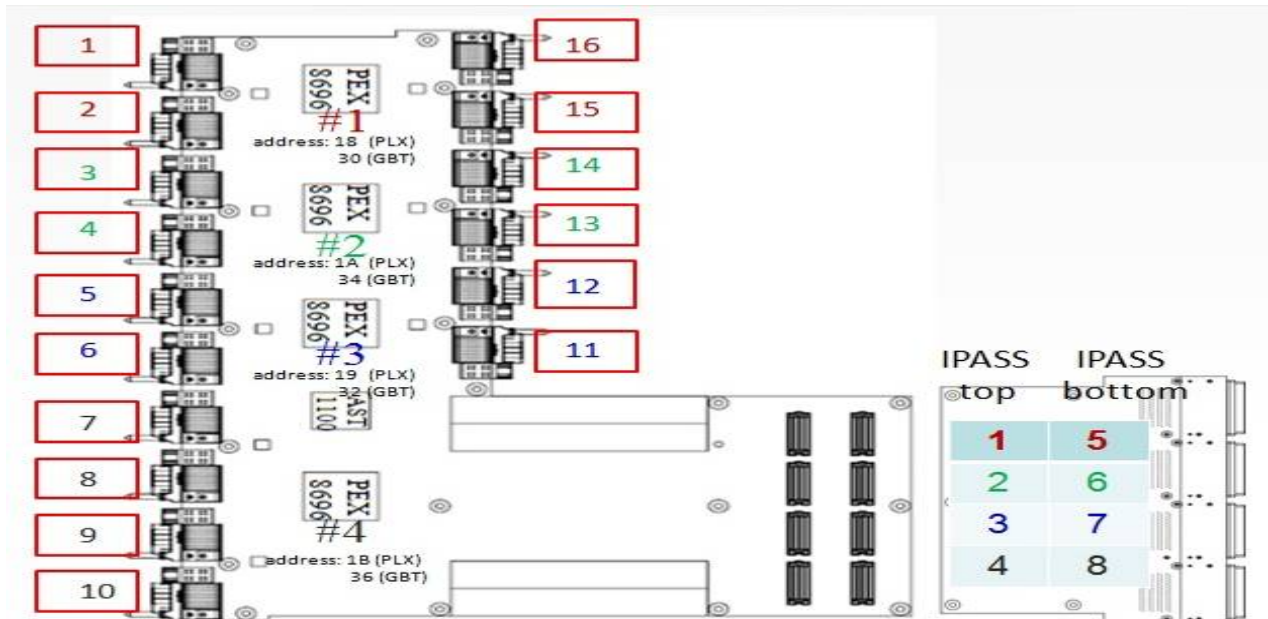 1
2
3
4
5
6
7
8
9
10
PEX
8696
#1
address: 18 (PLX)
30 (GBT)
PEX
8696
#2
address: 1A (PLX)
34 (GBT)
PEX
8696
#3
address: 19 (PLX)
32 (GBT)
AST
1100
PEX
8696
#4
address: 1B (PLX)
36 (GBT)
16
15
14
13
12
11
IPASS IPASS
top bottom
1 5
2 6
3 7
4 8